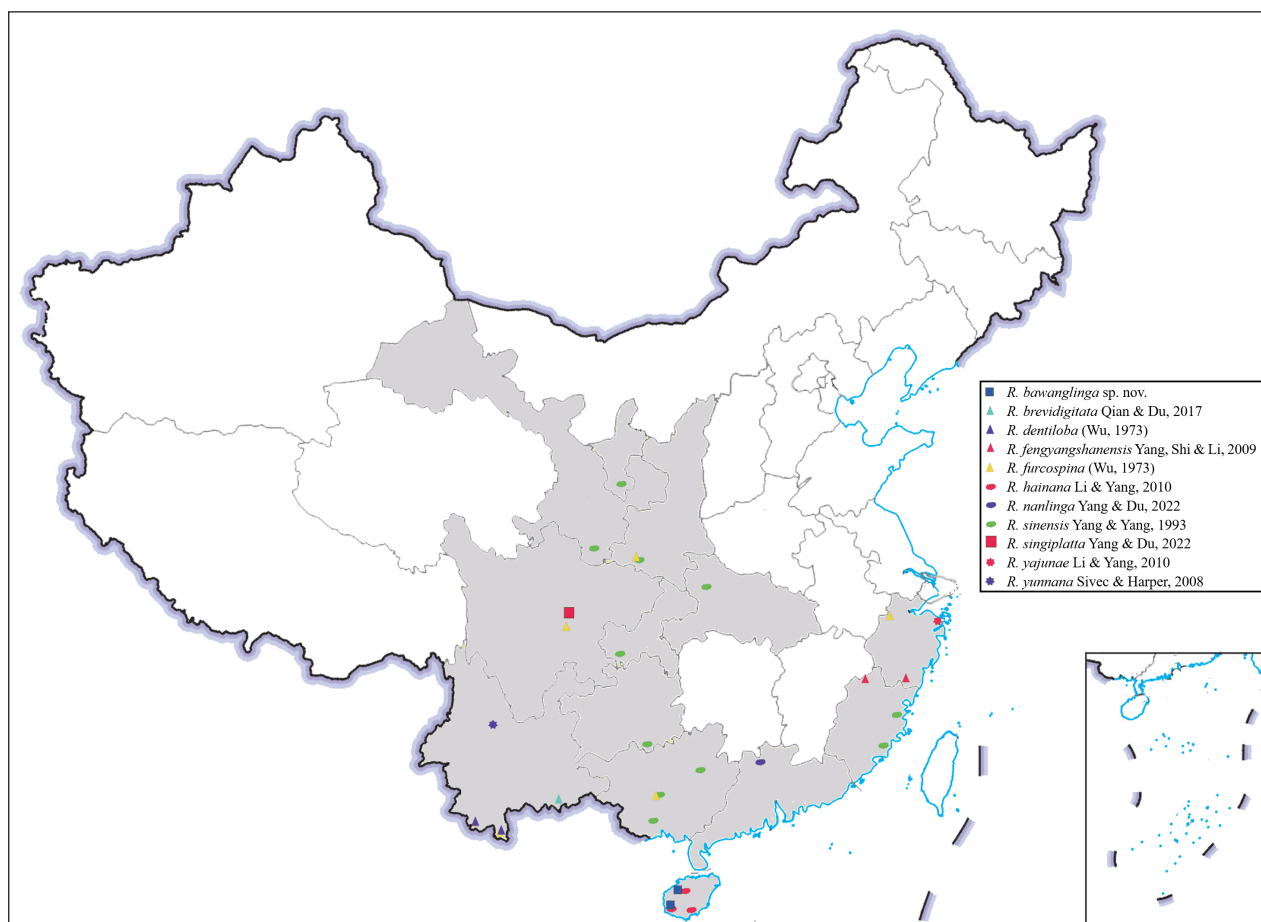 R. bawanglinga sp. nov.
R. brevidigitata Qian & Du, 2017
R. dentiloba (Wu, 1973)
R. fengyangshanensis Yang, Shi & Li, 2009
R. furcospina (Wu, 1973)
R. hainana Li & Yang, 2010
R. nanlinga Yang & Du, 2022
R. sinensis Yang & Yang, 1993
R. singiplatta Yang & Du, 2022
R. yajunae Li & Yang, 2010
R. yunnana Sivec & Harper, 2008